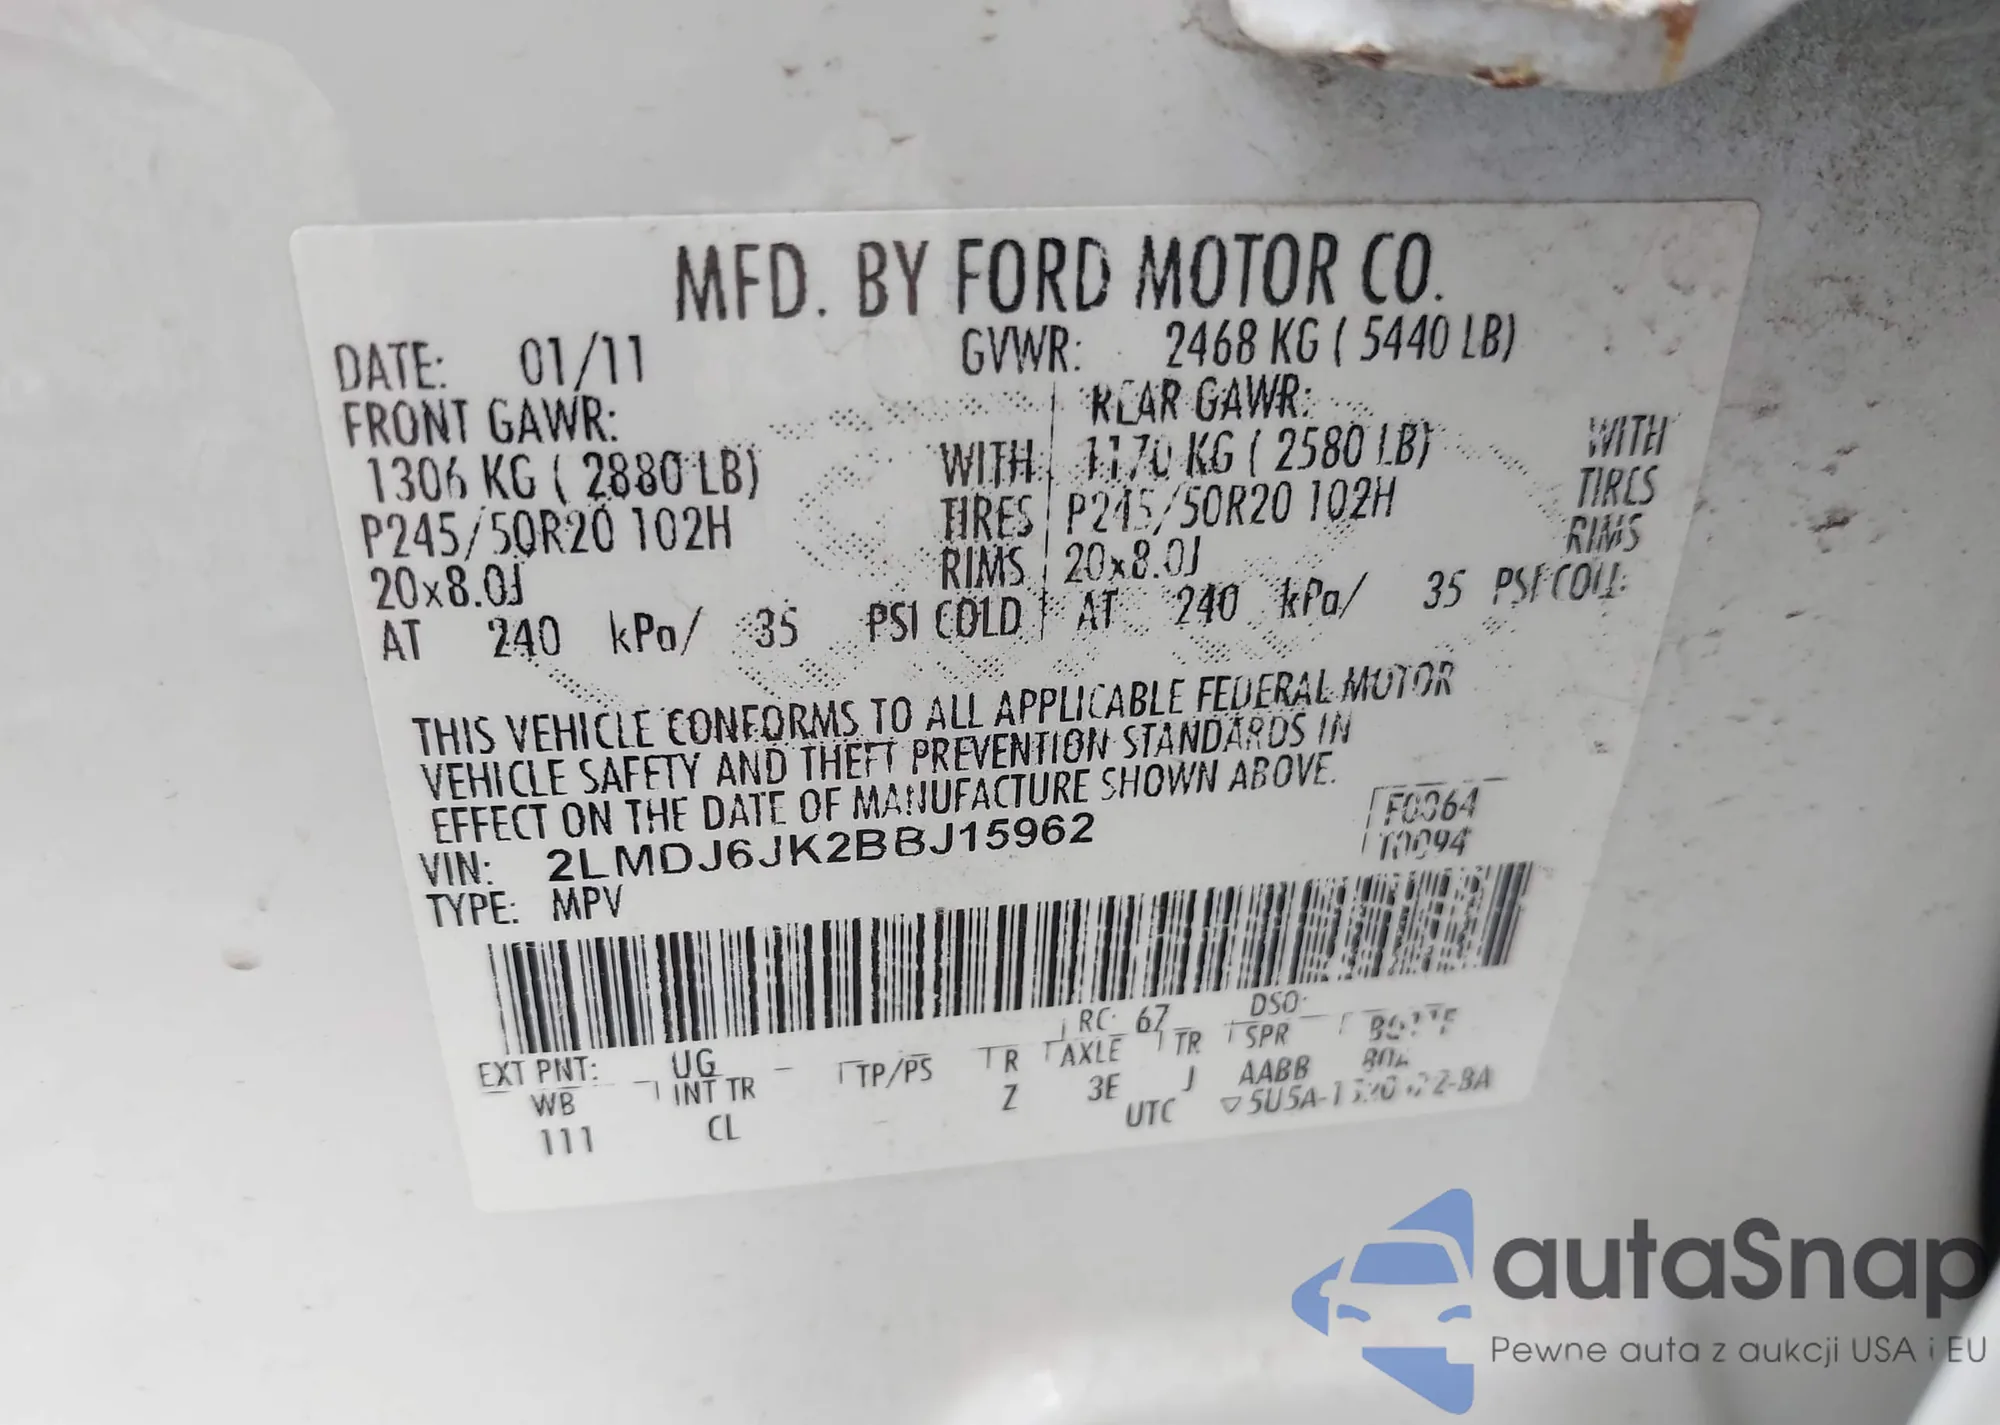 MFD. BY FORD MOTOR CO.
DATE: 01/11 GVWR: 2468 KG ( 5440 LB)
FRONT GAWR: REAR GAWR:
1306 KG ( 2880 LB) WITH 1170 KG ( 2580 LB) WITH
P245/50R20 102H TIRES P245/50R20 102H TIRES
20x8.0J RIMS 20x8.0J RIMS
AT 240 kPa/ 35 PSI COLD AT 240 kPa/ 35 PSI COLD
THIS VEHICLE CONFORMS TO ALL APPLICABLE FEDERAL MOTOR
VEHICLE SAFETY AND THEFT PREVENTION STANDARDS IN
EFFECT ON THE DATE OF MANUFACTURE SHOWN ABOVE.
VIN: 2LMDJ6JK2BBJ15962
TYPE: MPV
T0094
EXT PNT: UG RC: 67 DSO:
WB INT TR TP/PS R AXLE TR SPR
111 CL Z 3E J AABB
UTC
autaSnap
Pewne auta z aukcji USA i EU